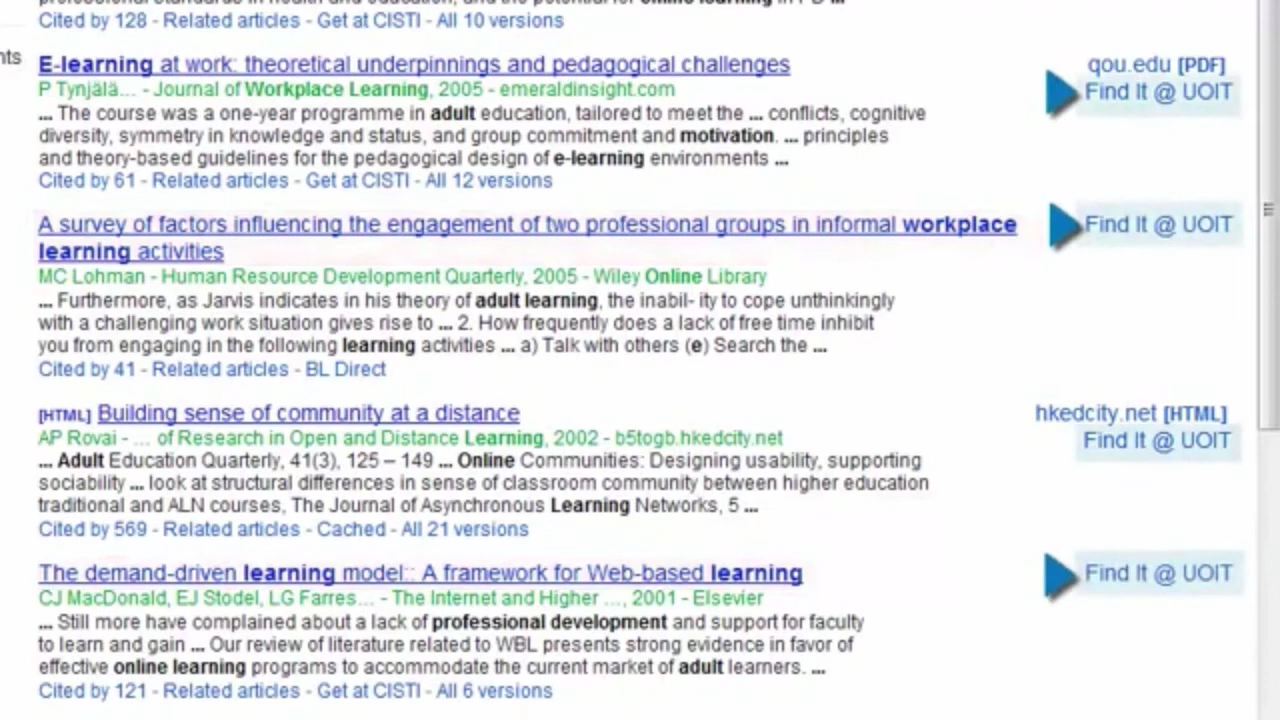 professional standards in health and education, and the potential for online learning in PD ...
Cited by 128 - Related articles - Get at CISTI - All 10 versions
nts
E-learning at work: theoretical underpinnings and pedagogical challenges
qou.edu [PDF]
P Tynjälä... - Journal of Workplace Learning, 2005 - emeraldinsight.com
Find It @ UOIT
... The course was a one-year programme in adult education, tailored to meet the ... conflicts, cognitive
diversity, symmetry in knowledge and status, and group commitment and motivation. ... principles
and theory-based guidelines for the pedagogical design of e-learning environments ...
Cited by 61 - Related articles - Get at CISTI - All 12 versions
A survey of factors influencing the engagement of two professional groups in informal workplace
Find It @ UOIT
learning activities
MC Lohman - Human Resource Development Quarterly, 2005 - Wiley Online Library
... Furthermore, as Jarvis indicates in his theory of adult learning, the inabil- ity to cope unthinkingly
with a challenging work situation gives rise to ... 2. How frequently does a lack of free time inhibit
you from engaging in the following learning activities ... a) Talk with others (e) Search the ...
Cited by 41 - Related articles - BL Direct
[HTML] Building sense of community at a distance
hkedcity.net [HTML]
AP Rovai - ... of Research in Open and Distance Learning, 2002 - b5togb.hkedcity.net
Find It @ UOIT
... Adult Education Quarterly, 41(3), 125 – 149 ... Online Communities: Designing usability, supporting
sociability ... look at structural differences in sense of classroom community between higher education
traditional and ALN courses, The Journal of Asynchronous Learning Networks, 5 ...
Cited by 569 - Related articles - Cached - All 21 versions
The demand-driven learning model:: A framework for Web-based learning
Find It @ UOIT
CJ MacDonald, EJ Stodel, LG Farres... - The Internet and Higher ..., 2001 - Elsevier
... Still more have complained about a lack of professional development and support for faculty
to learn and gain ... Our review of literature related to WBL presents strong evidence in favor of
effective online learning programs to accommodate the current market of adult learners. ...
Cited by 121 - Related articles - Get at CISTI - All 6 versions